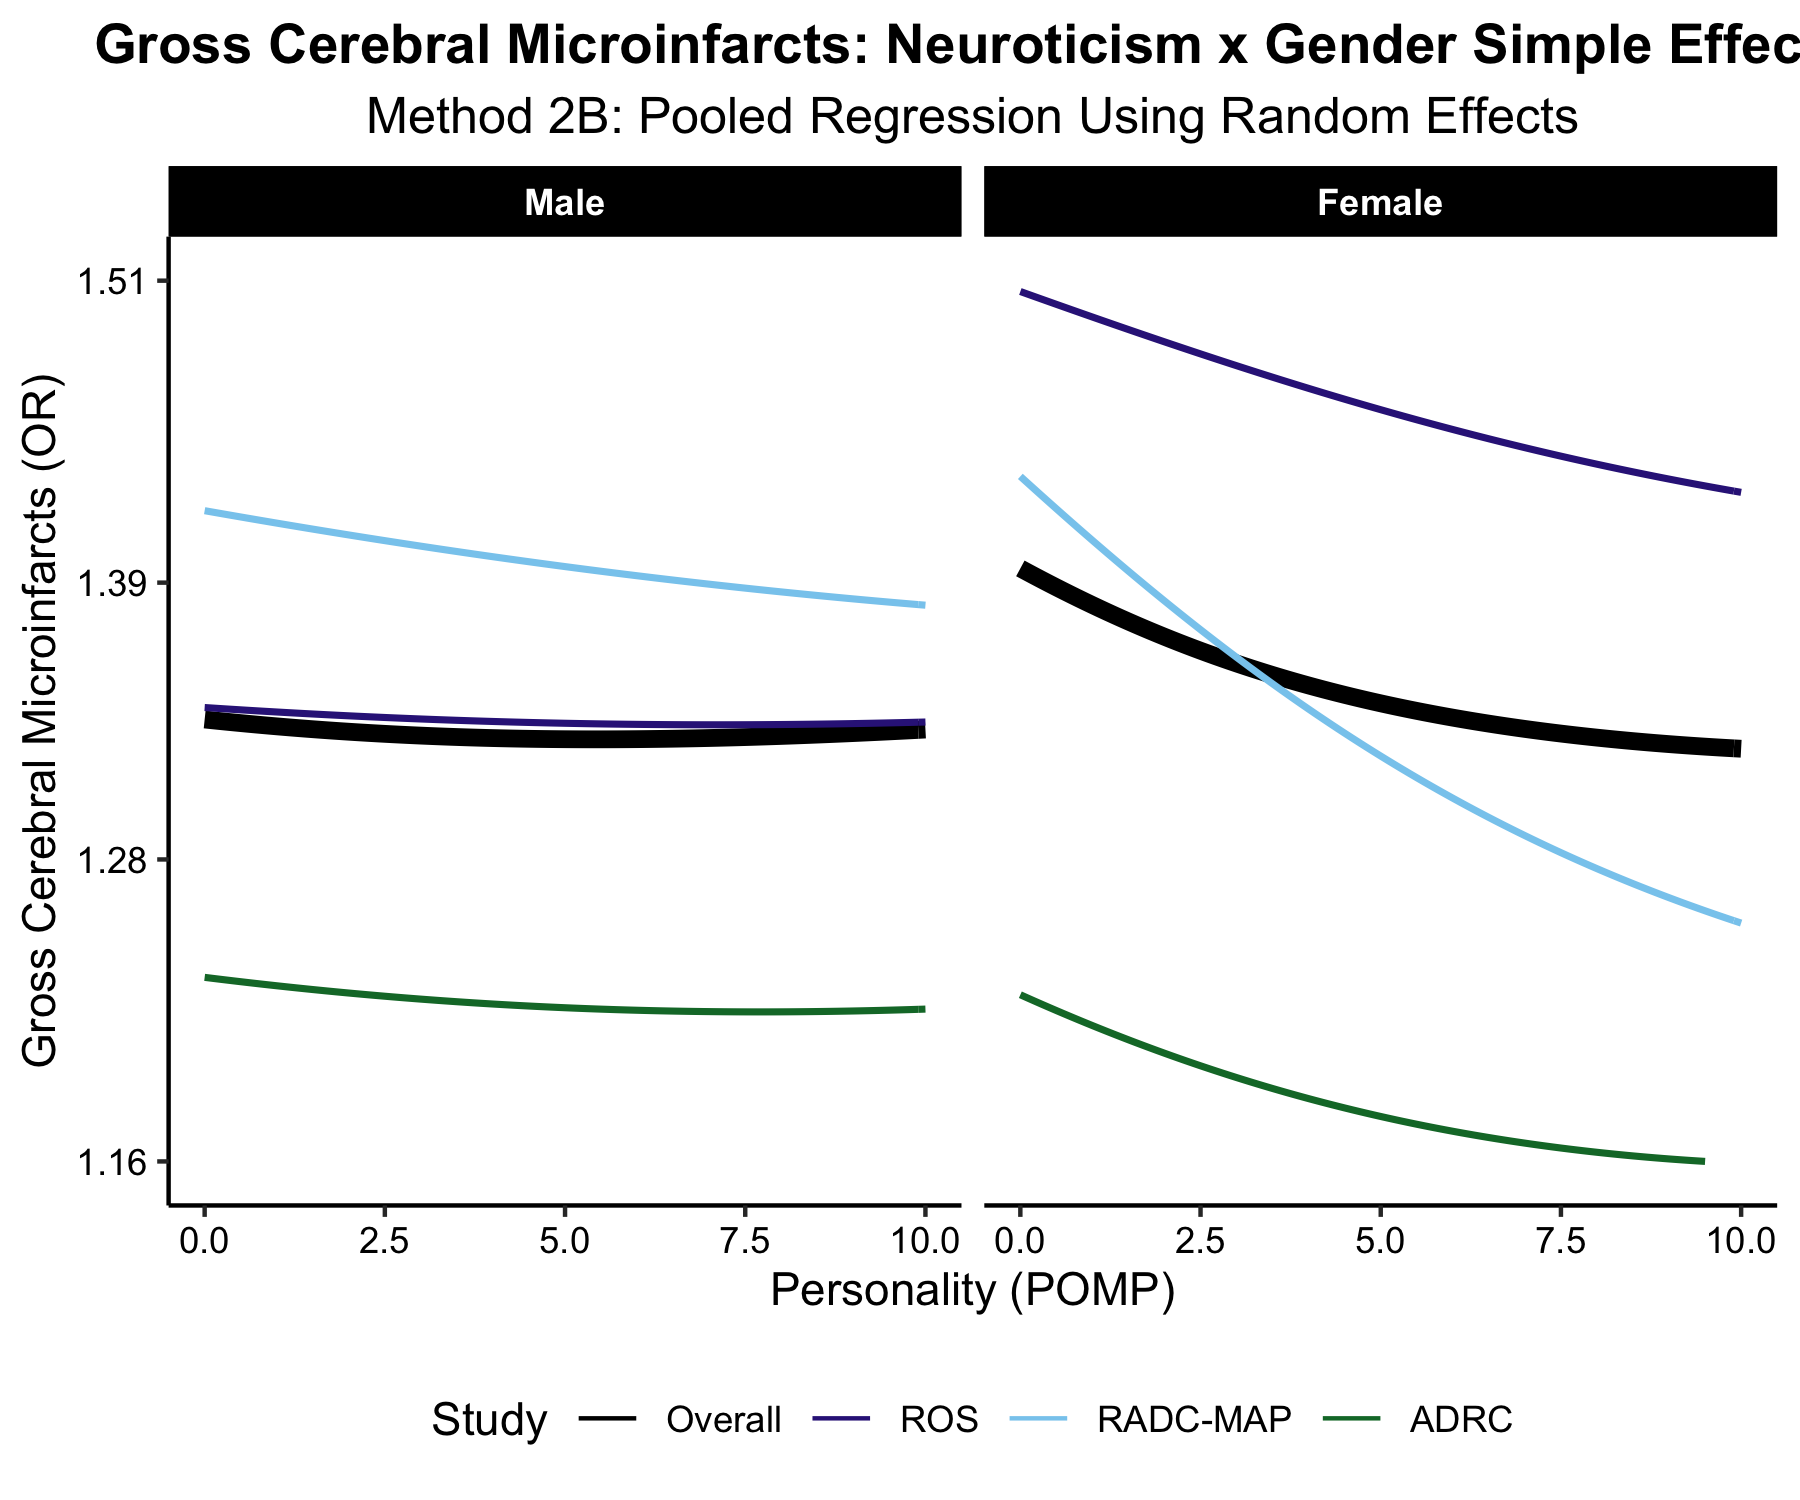 Gross Cerebral Microinfarcts: Neuroticism x Gender Simple Effec
Method 2B: Pooled Regression Using Random Effects
Male
Female
Gross Cerebral Microinfarcts (OR)
1.51
1.39
1.28
1.16
0.0 2.5 5.0 7.5 10.0
0.0 2.5 5.0 7.5 10.0
Personality (POMP)
Study Overall ROS RADC-MAP ADRC